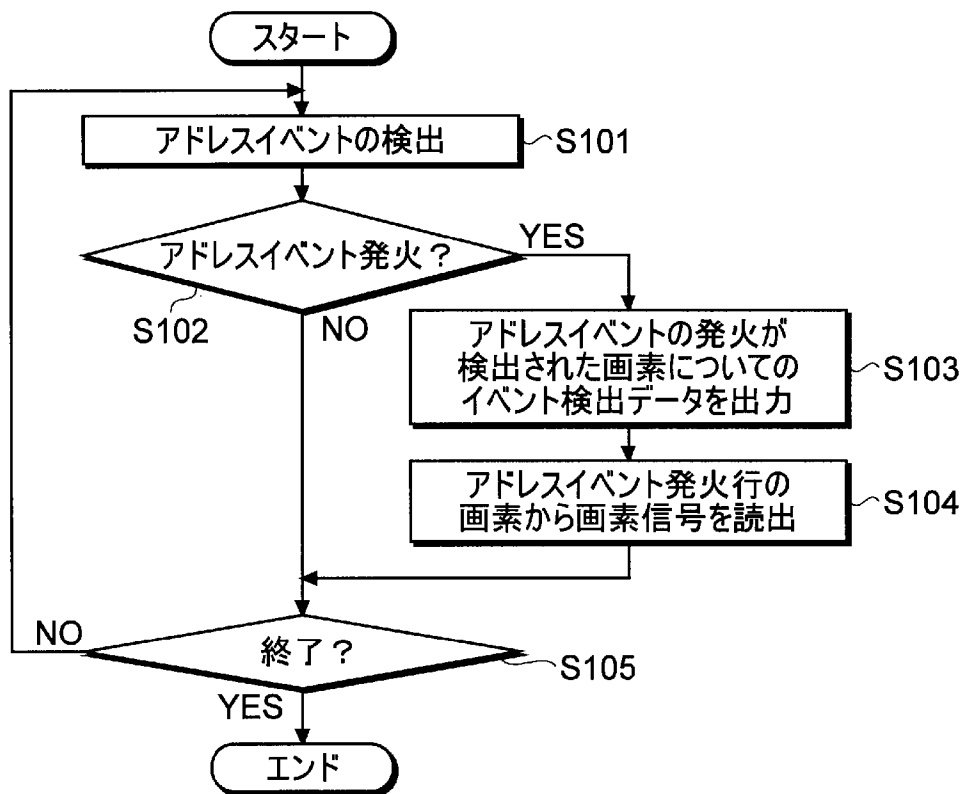 スタート
アドレスイベントの検出
S101
アドレスイベント発火？
YES
S102
NO
アドレスイベントの発火が
検出された画素についての
イベント検出データを出力
S103
アドレスイベント発火行の
画素から画素信号を読出
S104
NO
終了？
S105
YES
エンド